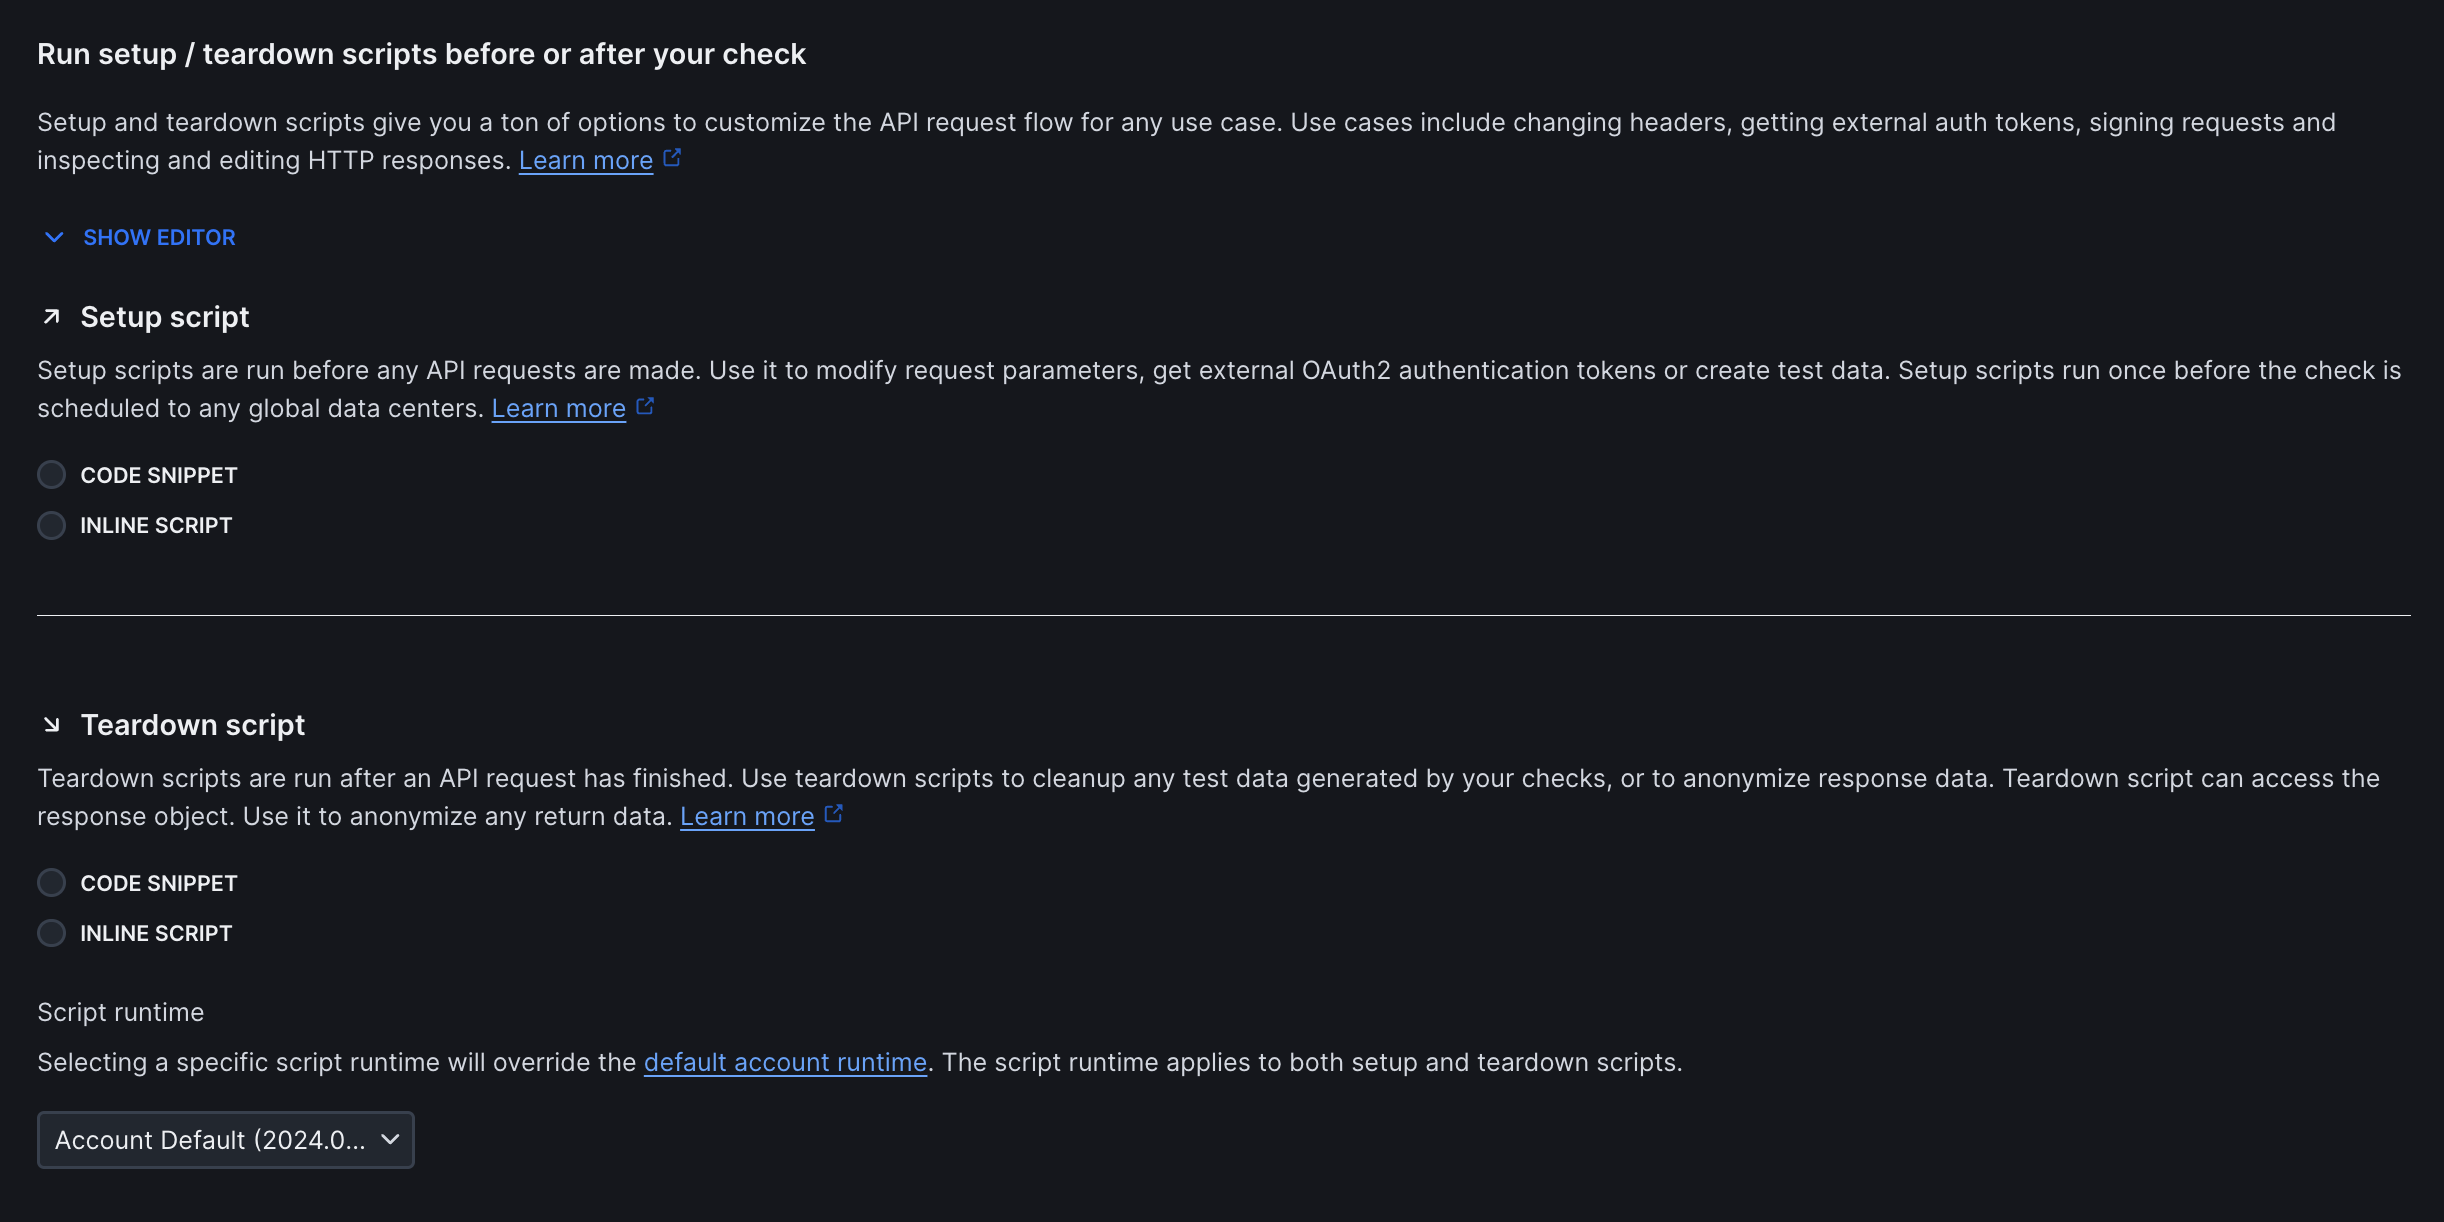 Run setup / teardown scripts before or after your check
Setup and teardown scripts give you a ton of options to customize the API request flow for any use case. Use cases include changing headers, getting external auth tokens, signing requests and
inspecting and editing HTTP responses. Learn more
SHOW EDITOR
Setup script
Setup scripts are run before any API requests are made. Use it to modify request parameters, get external OAuth2 authentication tokens or create test data. Setup scripts run once before the check is
scheduled to any global data centers. Learn more
CODE SNIPPET
INLINE SCRIPT
Teardown script
Teardown scripts are run after an API request has finished. Use teardown scripts to cleanup any test data generated by your checks, or to anonymize response data. Teardown script can access the
response object. Use it to anonymize any return data. Learn more
CODE SNIPPET
INLINE SCRIPT
Script runtime
Selecting a specific script runtime will override the default account runtime. The script runtime applies to both setup and teardown scripts.
Account Default (2024.0...